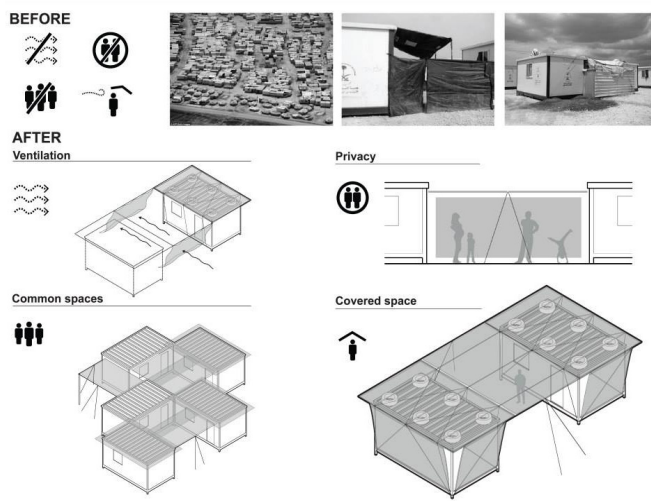 BEFORE
AFTER
Ventilation
Privacy
Common spaces
Covered space